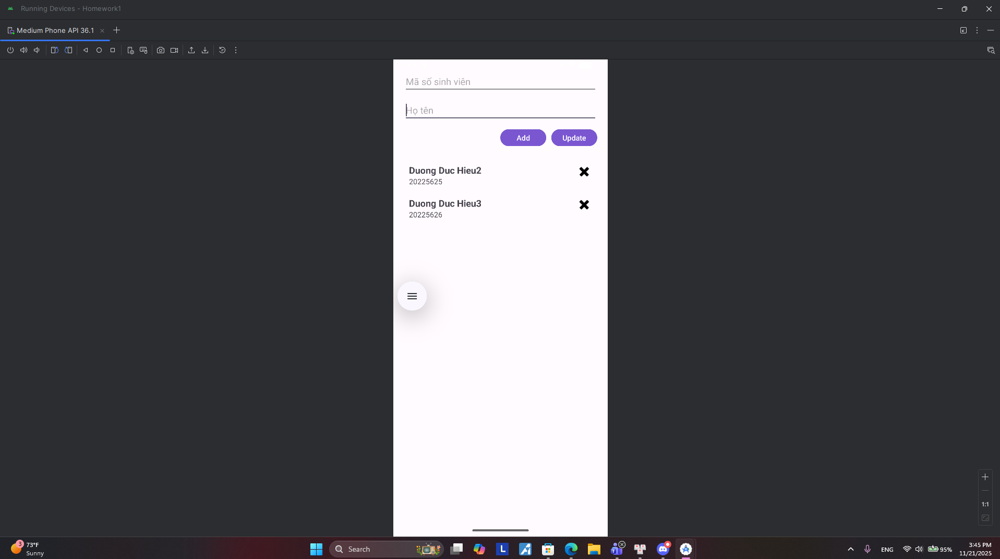 Running Devices - Homework1
Medium Phone API 36.1
Mã số sinh viên
Họ tên
Add
Update
Duong Duc Hieu2
20225625
Duong Duc Hieu3
20225626
1:1
3
73°F
Sunny
Search
L
ENG
95%
3:45 PM
11/21/2025